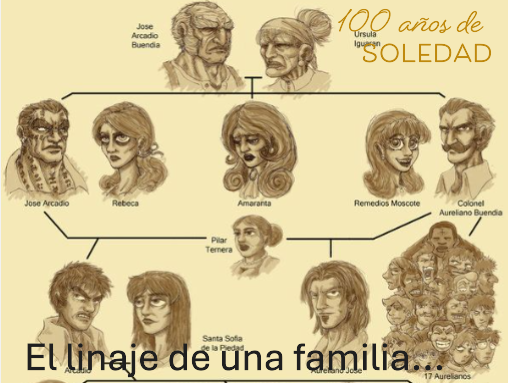 100 años de
SOLEDAD
Jose
Arcadio
Buendia
Ursula
Iguaran
Jose Arcadio
Rebeca
Amaranta
Remedios Moscote
Colonel
Aureliano Buendia
Pilar
Ternera
Santa Sofia
de la Piedad
Arcadio
Aureliano Jose
17 Aurelianos
El linaje de una familia...